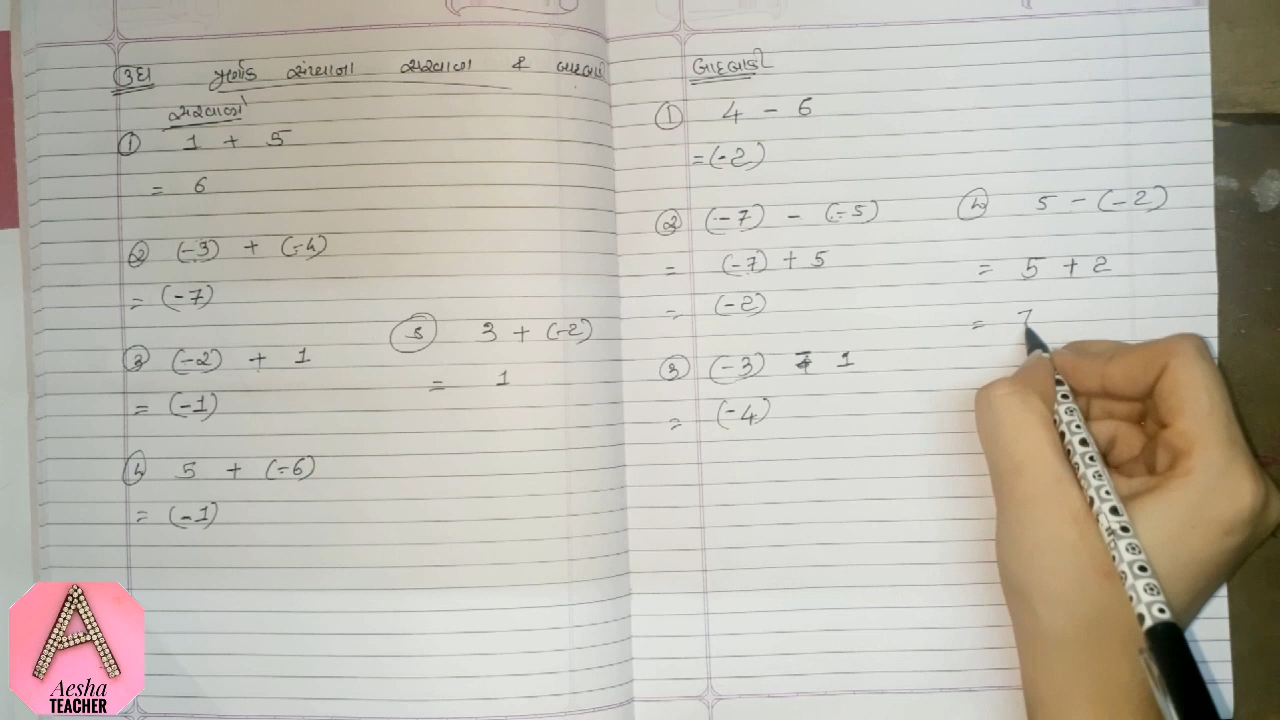 ઉદા પૂર્ણાંક સંખ્યાના સરવાળા & બાદબાકી
સરવાળો
① 1 + 5
= 6
② (-3) + (-4)
= (-7)
③ (-2) + 1
= (-1)
④ 5 + (-6)
= (-1)
⑤ 3 + (-2)
= 1
બાદબાકી
① 4 - 6
= (-2)
② (-7) - (-5)
= (-7) + 5
= (-2)
③ (-3) - 1
= (-4)
④ 5 - (-2)
= 5 + 2
= 7
A
Aesha
TEACHER